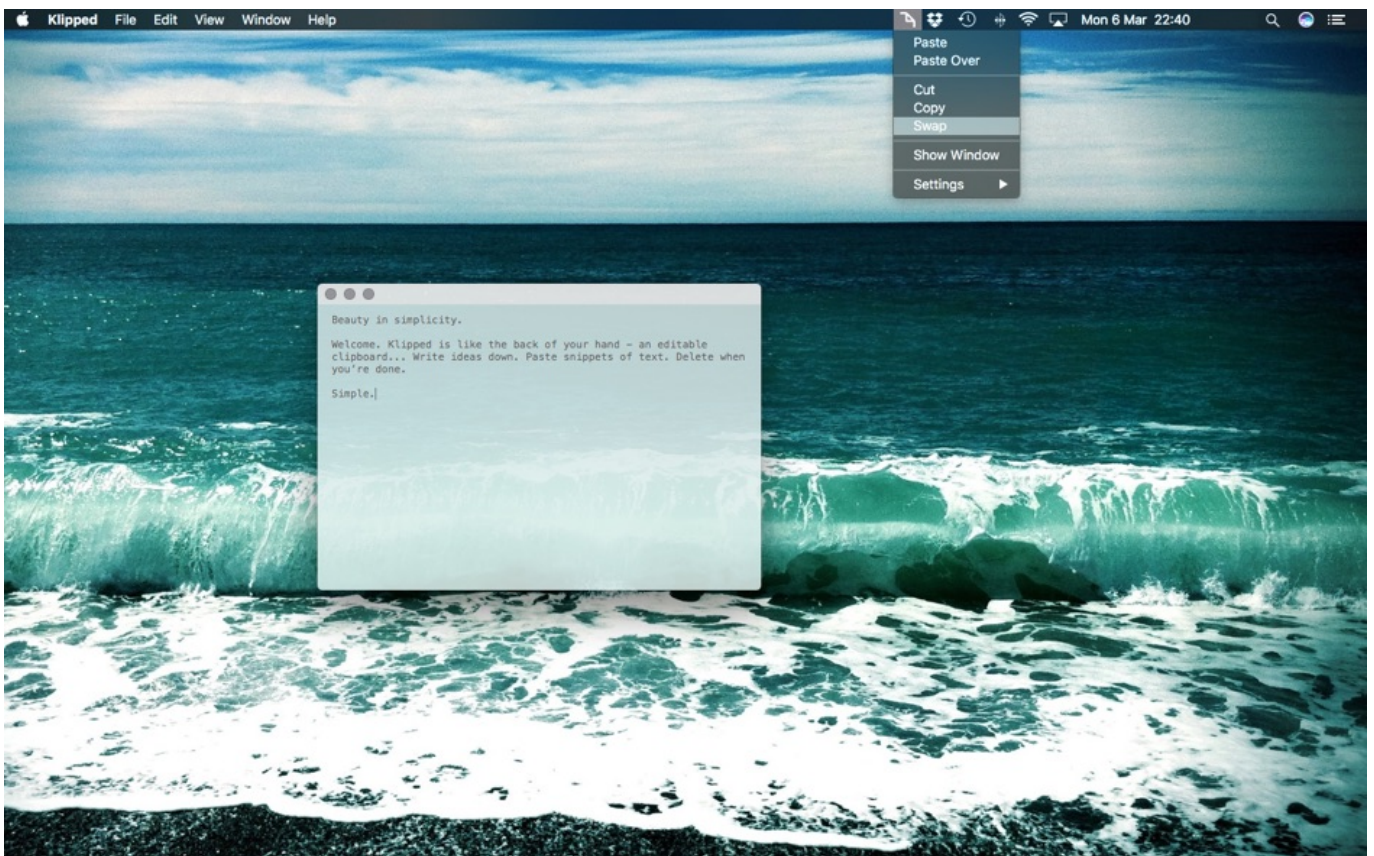 Klipped File Edit View Window Help Mon 6 Mar 22:40
Paste
Paste Over
Cut
Copy
Swap
Show Window
Settings
Beauty in simplicity.
Welcome. Klipped is like the back of your hand – an editable
clipboard... Write ideas down. Paste snippets of text. Delete when
you're done.
Simple.